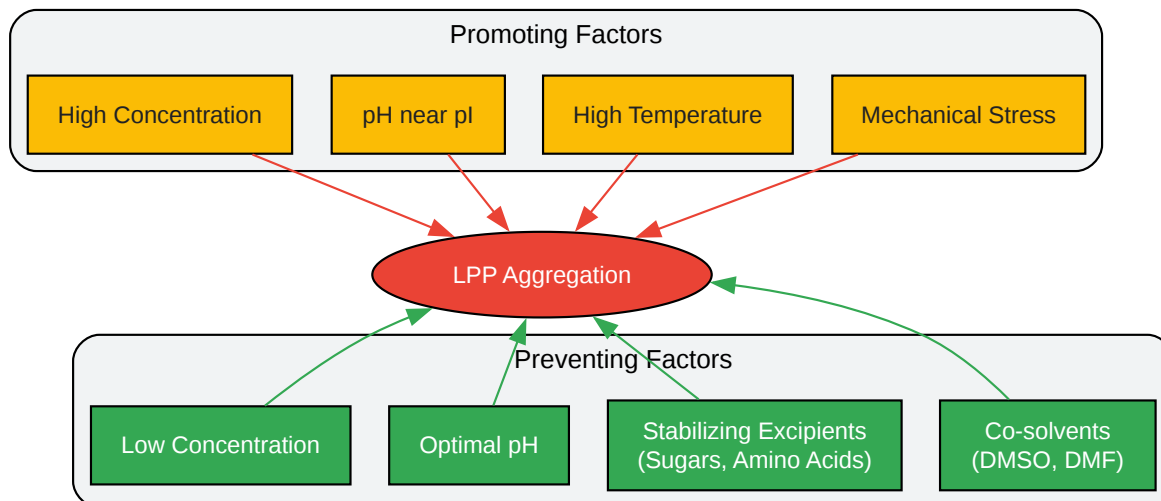 Promoting Factors
High Concentration
pH near pI
High Temperature
Mechanical Stress
LPP Aggregation
Preventing Factors
Low Concentration
Optimal pH
Stabilizing Excipients
(Sugars, Amino Acids)
Co-solvents
(DMSO, DMF)